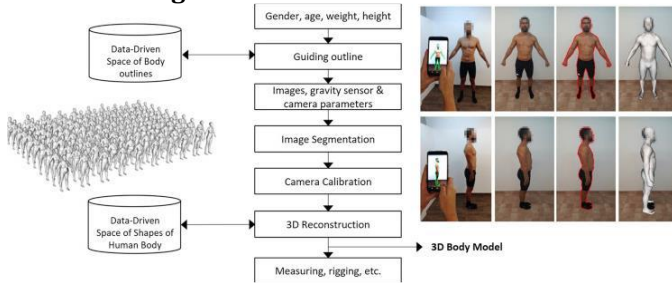 Gender, age, weight, height
Data-Driven
Space of Body
outlines
Guiding outline
Images, gravity sensor &
camera parameters
Image Segmentation
Camera Calibration
Data-Driven
Space of Shapes of
Human Body
3D Reconstruction
3D Body Model
Measuring, rigging, etc.